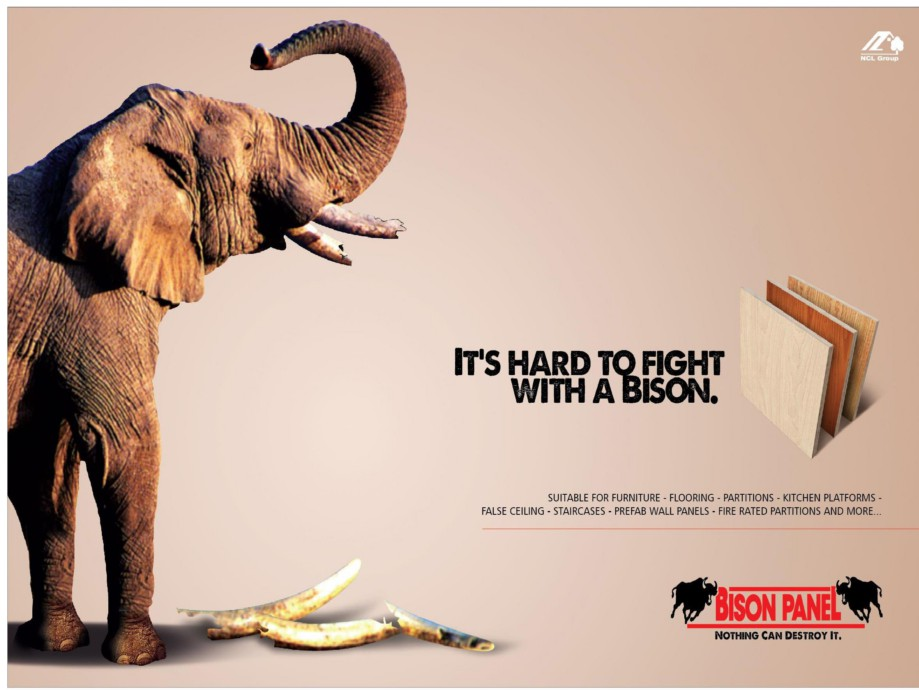 NCL Group
IT'S HARD TO FIGHT
WITH A BISON.
SUITABLE FOR FURNITURE - FLOORING - PARTITIONS - KITCHEN PLATFORMS -
FALSE CEILING - STAIRCASES - PREFAB WALL PANELS - FIRE RATED PARTITIONS AND MORE...
BISON PANEL
NOTHING CAN DESTROY IT.